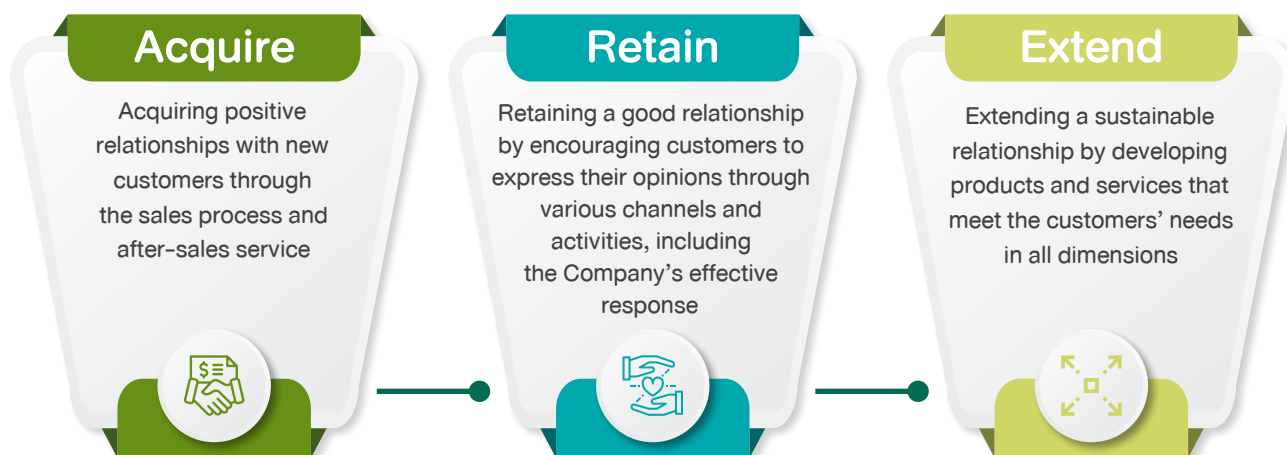 Acquire
Acquiring positive
relationships with new
customers through
the sales process and
after-sales service
Retain
Retaining a good relationship
by encouraging customers to
express their opinions through
various channels and
activities, including
the Company's effective
response
Extend
Extending a sustainable
relationship by developing
products and services that
meet the customers' needs
in all dimensions
$